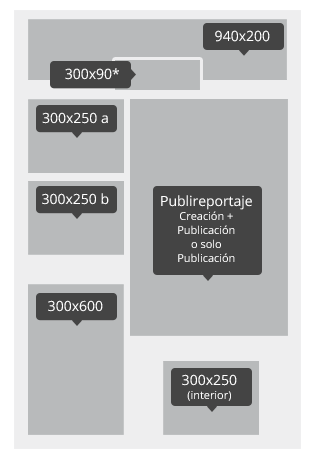 940x200
300x90*
300x250 a
300x250 b
Publireportaje
Creación +
Publicación
o solo
Publicación
300x600
300x250
(interior)